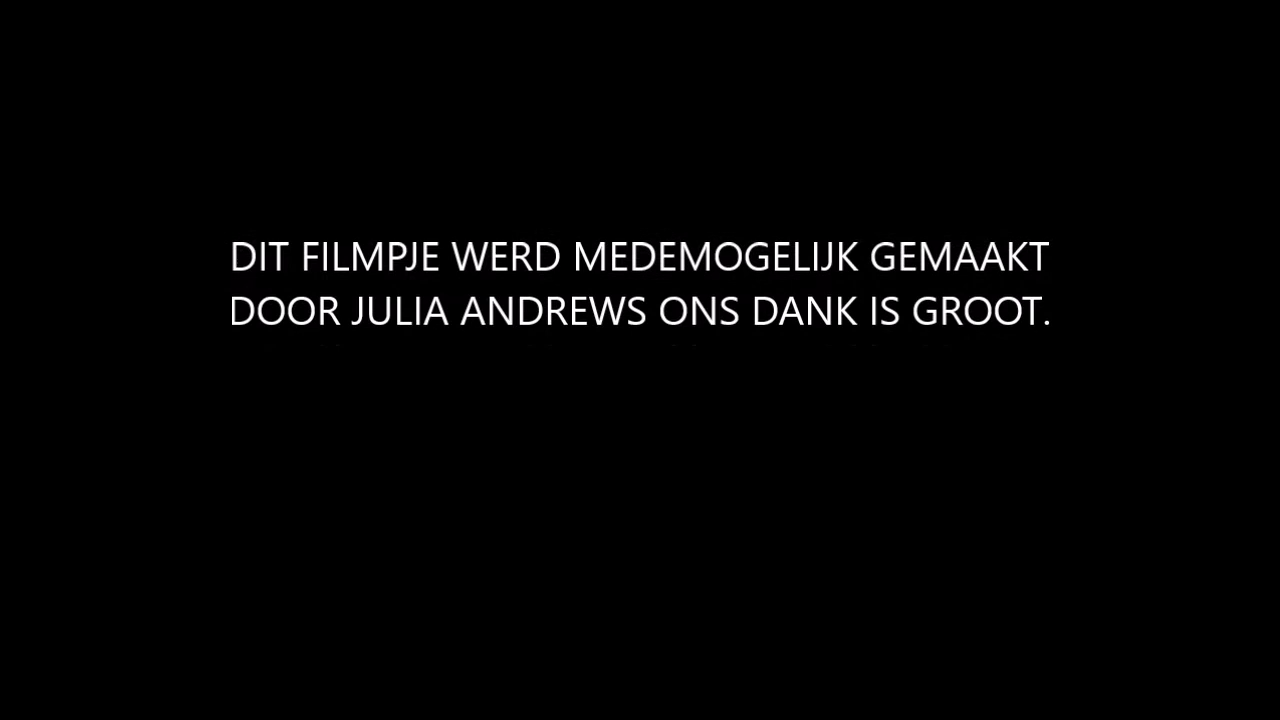 DIT FILMPJE WERD MEDEMOGELIJK GEMAAKT
DOOR JULIA ANDREWS ONS DANK IS GROOT.